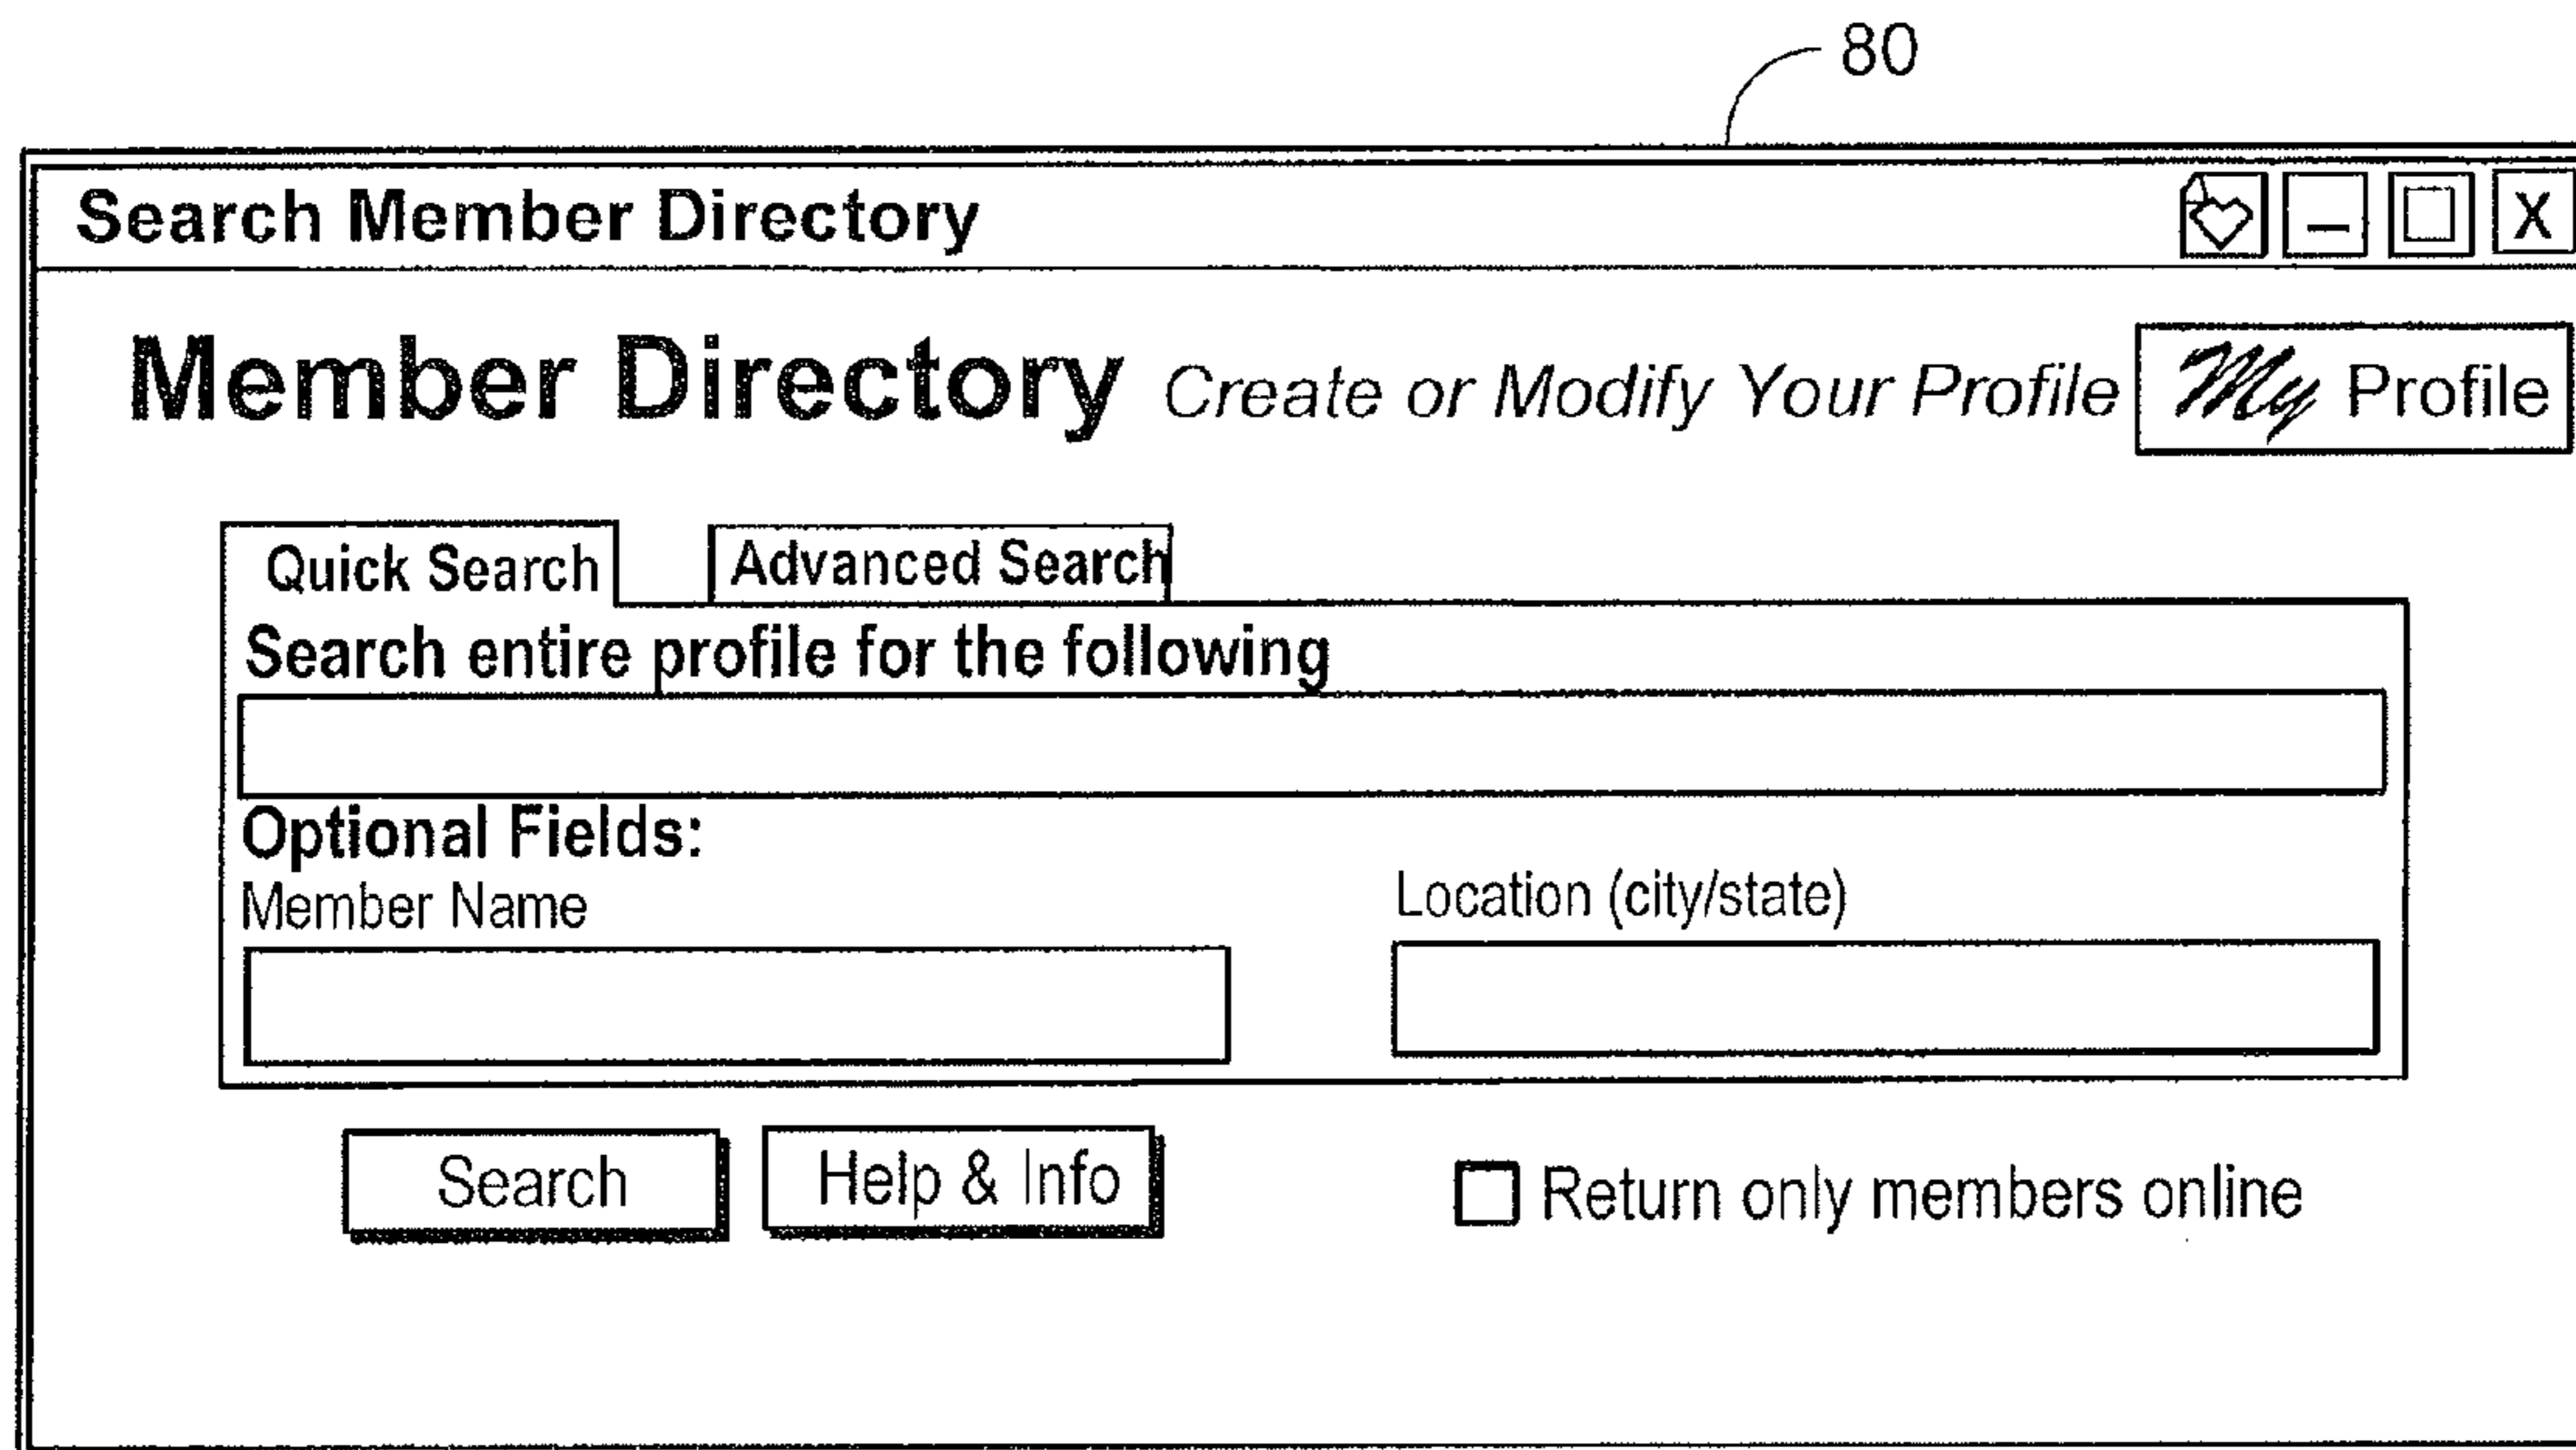 80
Search Member Directory X
Member Directory Create or Modify Your Profile My Profile
Quick Search Advanced Search
Search entire profile for the following
Optional Fields:
Member Name Location (city/state)
Search Help & Info Return only members online